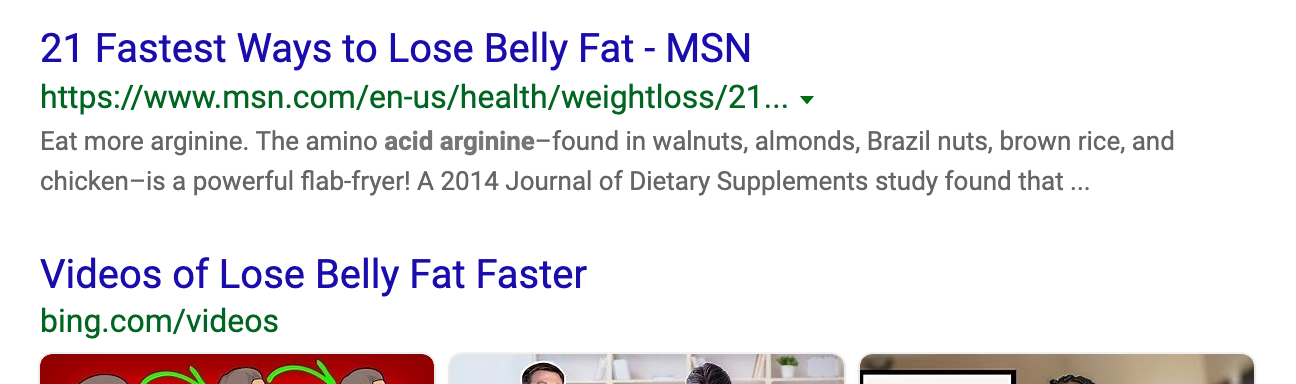 21 Fastest Ways to Lose Belly Fat - MSN
https://www.msn.com/en-us/health/weightloss/21...
Eat more arginine. The amino acid arginine–found in walnuts, almonds, Brazil nuts, brown rice, and
chicken–is a powerful flab-fryer! A 2014 Journal of Dietary Supplements study found that ...
Videos of Lose Belly Fat Faster
bing.com/videos